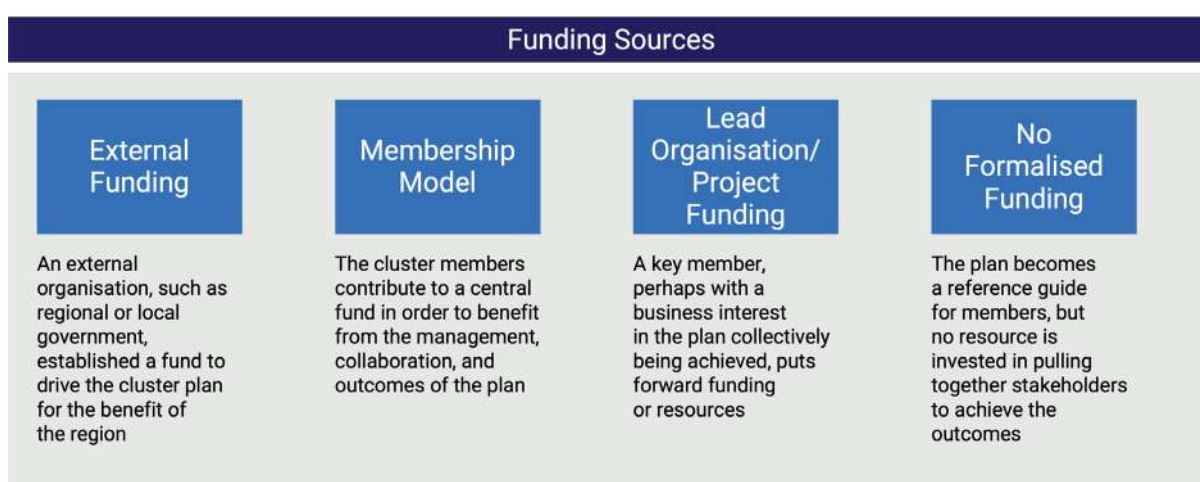 Funding Sources
External
Funding
An external
organisation, such as
regional or local
government,
established a fund to
drive the cluster plan
for the benefit of
the region
Membership
Model
The cluster members
contribute to a central
fund in order to benefit
from the management,
collaboration, and
outcomes of the plan
Lead
Organisation/
Project
Funding
A key member,
perhaps with a
business interest
in the plan collectively
being achieved, puts
forward funding
or resources
No
Formalised
Funding
The plan becomes
a reference guide
for members, but
no resource is
invested in pulling
together stakeholders
to achieve the
outcomes